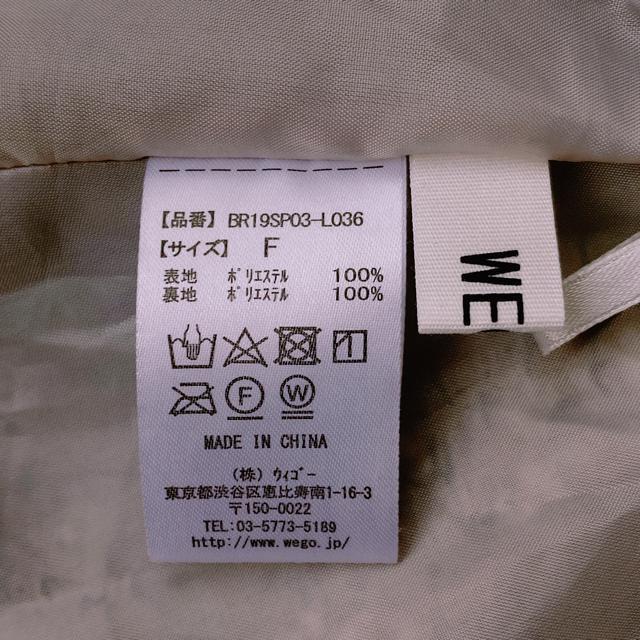 【品番】 BR19SP03-L036
【サイズ】 F
表地 ポリエステル 100%
裏地 ポリエステル 100%
F W
MADE IN CHINA
(株) ウィゴー
東京都渋谷区恵比寿南1-16-3
〒150-0022
TEL:03-5773-5189
http://www.wego.jp/
WE